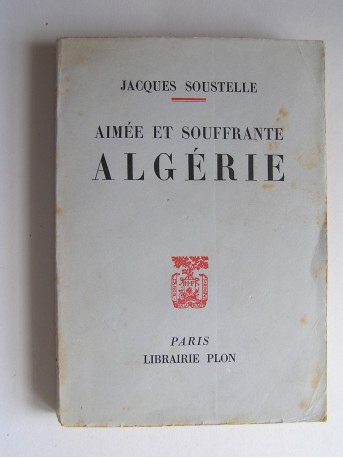 JACQUES SOUSTELLE
AIMÉE ET SOUFFRANTE
ALGÉRIE
PARIS
LIBRAIRIE PLON